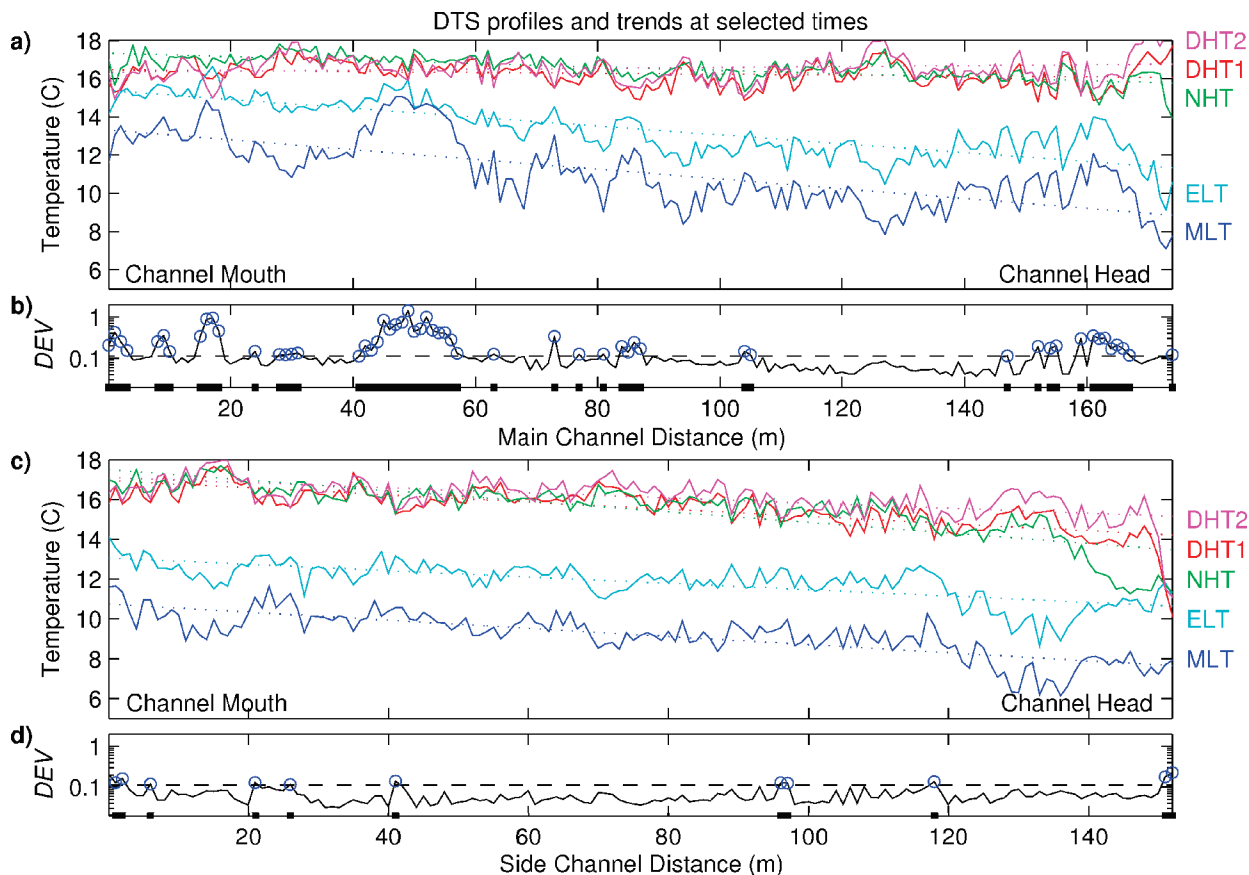 DTS profiles and trends at selected times
a)
18
16
14
12
10
8
6
Temperature (C)
Channel Mouth
Channel Head
DHT2
DHT1
NHT
ELT
MLT
b)
1
0.1
DEV
20
40
60
80
100
120
140
160
Main Channel Distance (m)
c)
18
16
14
12
10
8
6
Temperature (C)
Channel Mouth
Channel Head
DHT2
DHT1
NHT
ELT
MLT
d)
1
0.1
DEV
20
40
60
80
100
120
140
Side Channel Distance (m)